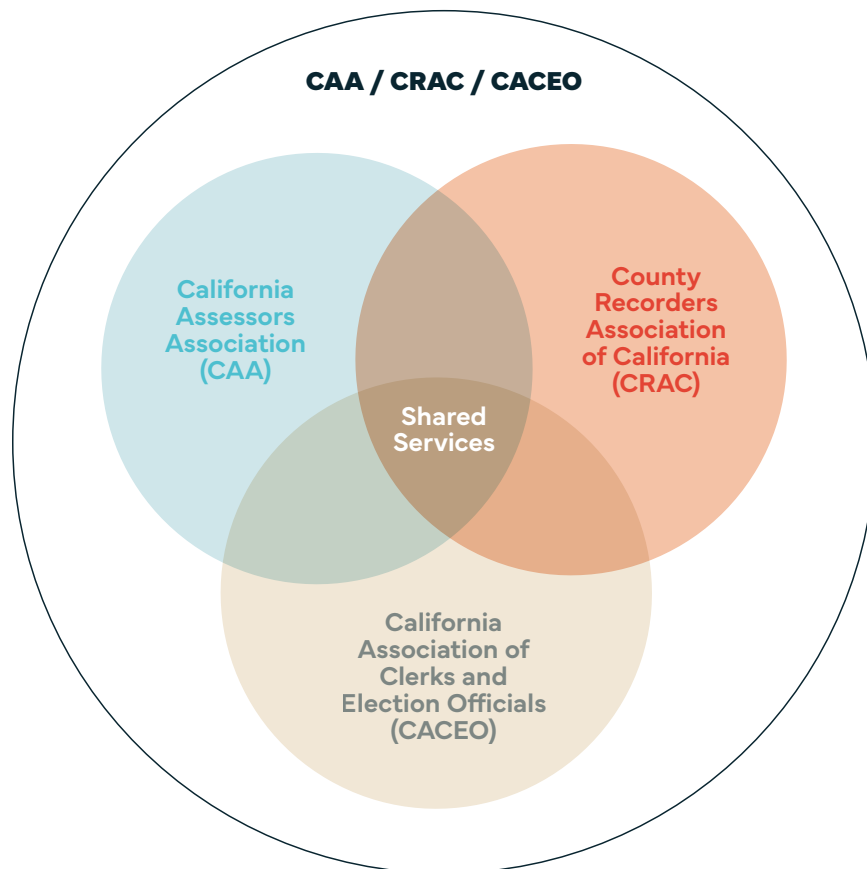 CAA / CRAC / CACEO
California
Assessors
Association
(CAA)
County
Recorders
Association
of California
(CRAC)
Shared
Services
California
Association of
Clerks and
Election Officials
(CACEO)